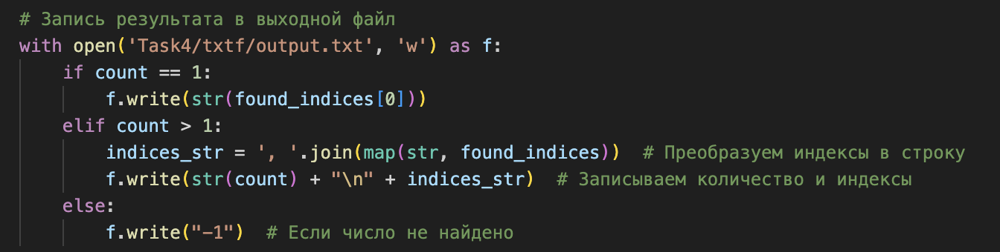 # Запись результата в выходной файл
with open('Task4/txtf/output.txt', 'w') as f:
    if count == 1:
        f.write(str(found_indices[0]))
    elif count > 1:
        indices_str = ', '.join(map(str, found_indices))  # Преобразуем индексы в строку
        f.write(str(count) + "\n" + indices_str)  # Записываем количество и индексы
    else:
        f.write("-1")  # Если число не найдено